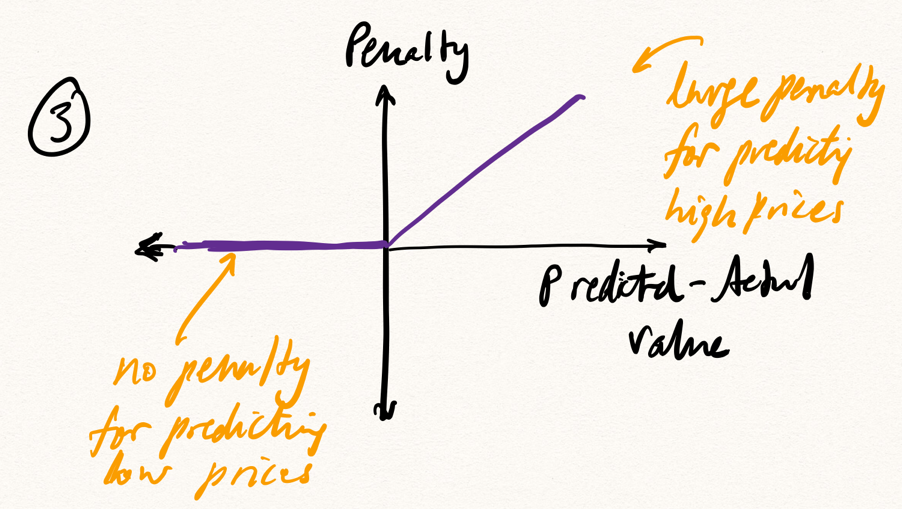 3
Penalty
large penalty
for predicting
high prices
Predicted - Actual
value
no penalty
for predicting
low prices